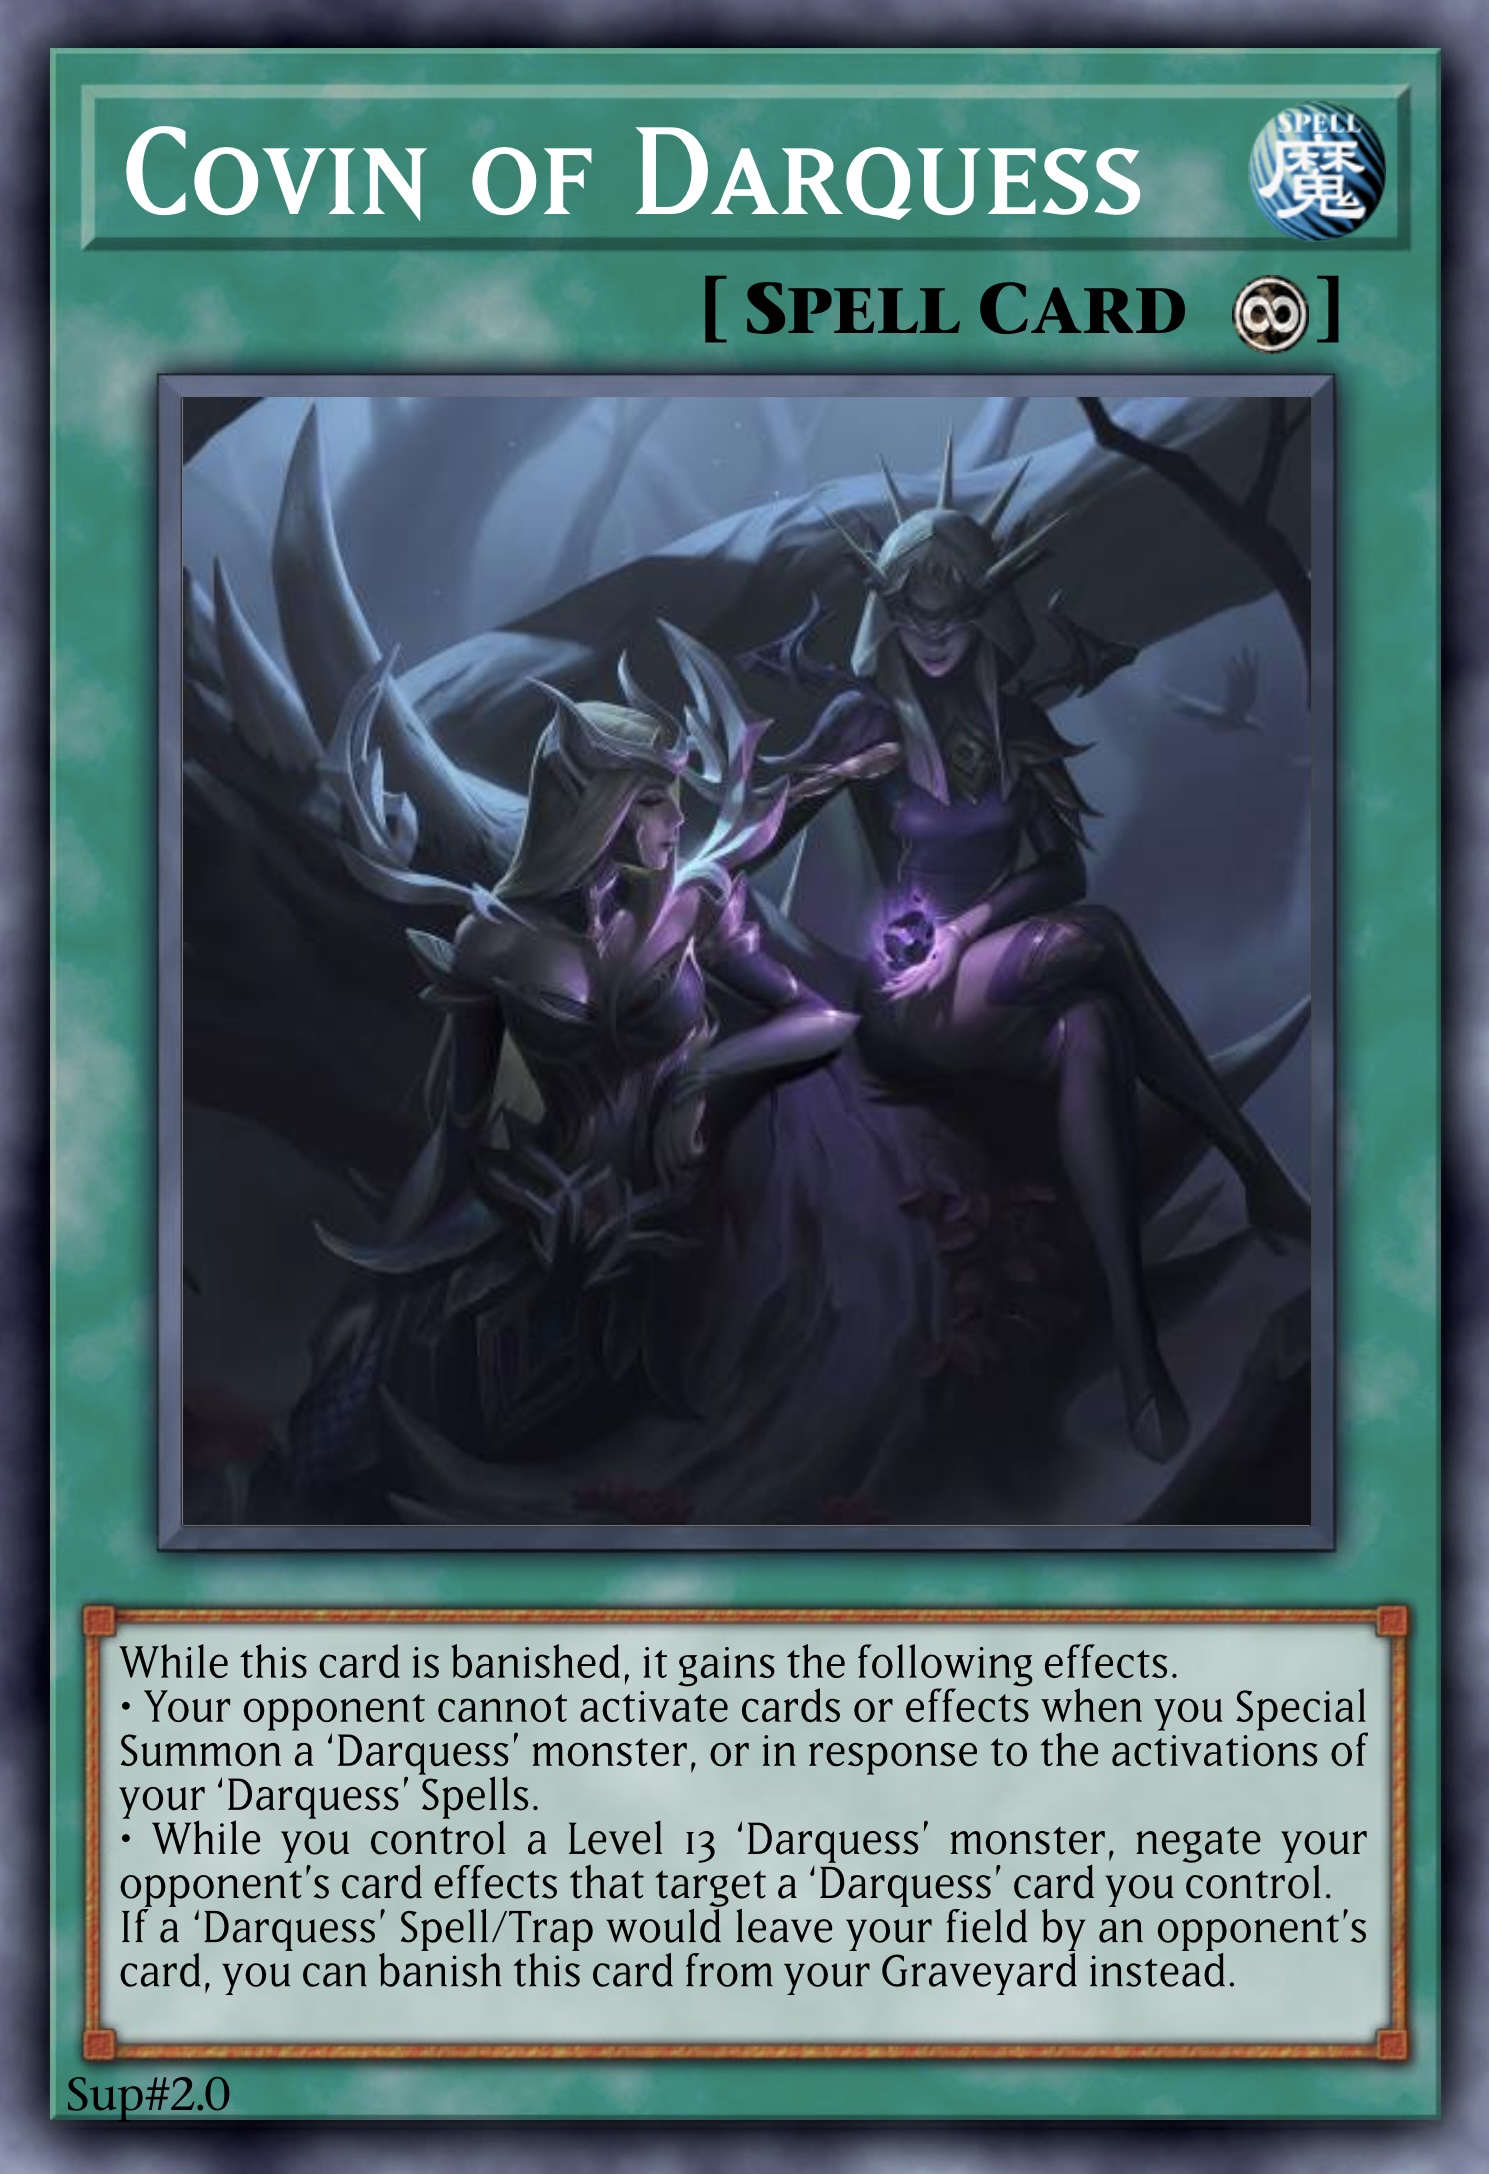 Covin of Darquess
SPELL
魔
[ Spell Card ∞ ]
While this card is banished, it gains the following effects.
• Your opponent cannot activate cards or effects when you Special
Summon a ‘Darquess’ monster, or in response to the activations of
your ‘Darquess’ Spells.
• While you control a Level 13 ‘Darquess’ monster, negate your
opponent's card effects that target a ‘Darquess’ card you control.
If a ‘Darquess’ Spell/Trap would leave your field by an opponent's
card, you can banish this card from your Graveyard instead.
Sup#2.0